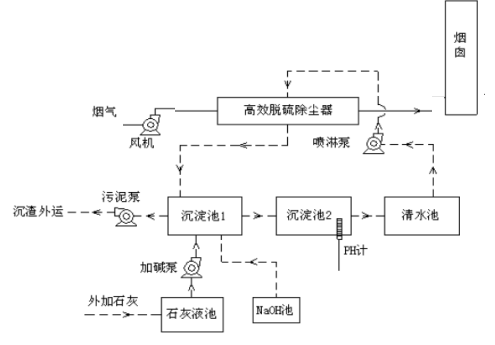 烟囱
烟气
风机
高效脱硫除尘器
喷淋泵
污泥泵
沉渣外运
沉淀池1
沉淀池2
清水池
PH计
加碱泵
外加石灰
石灰液池
NaOH池